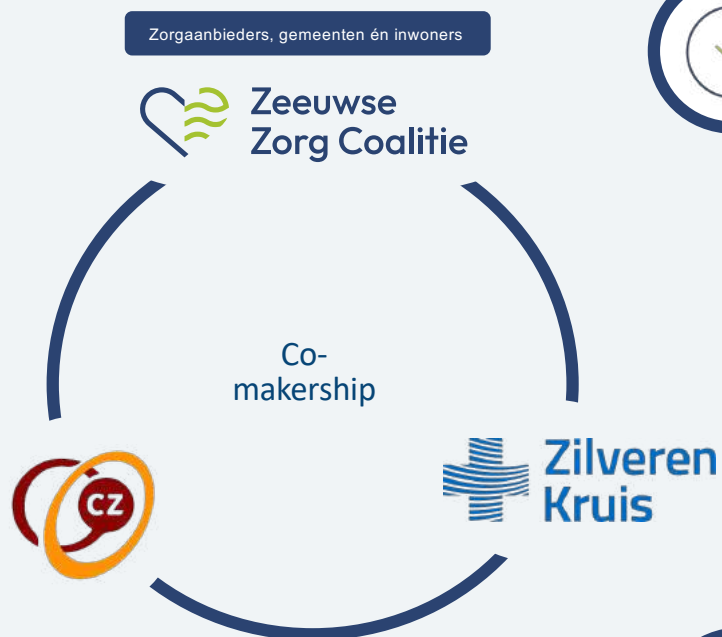 Zorgaanbieders, gemeenten én inwoners
Zeeuwse
Zorg Coalitie
Co-
makership
CZ
Zilveren
Kruis